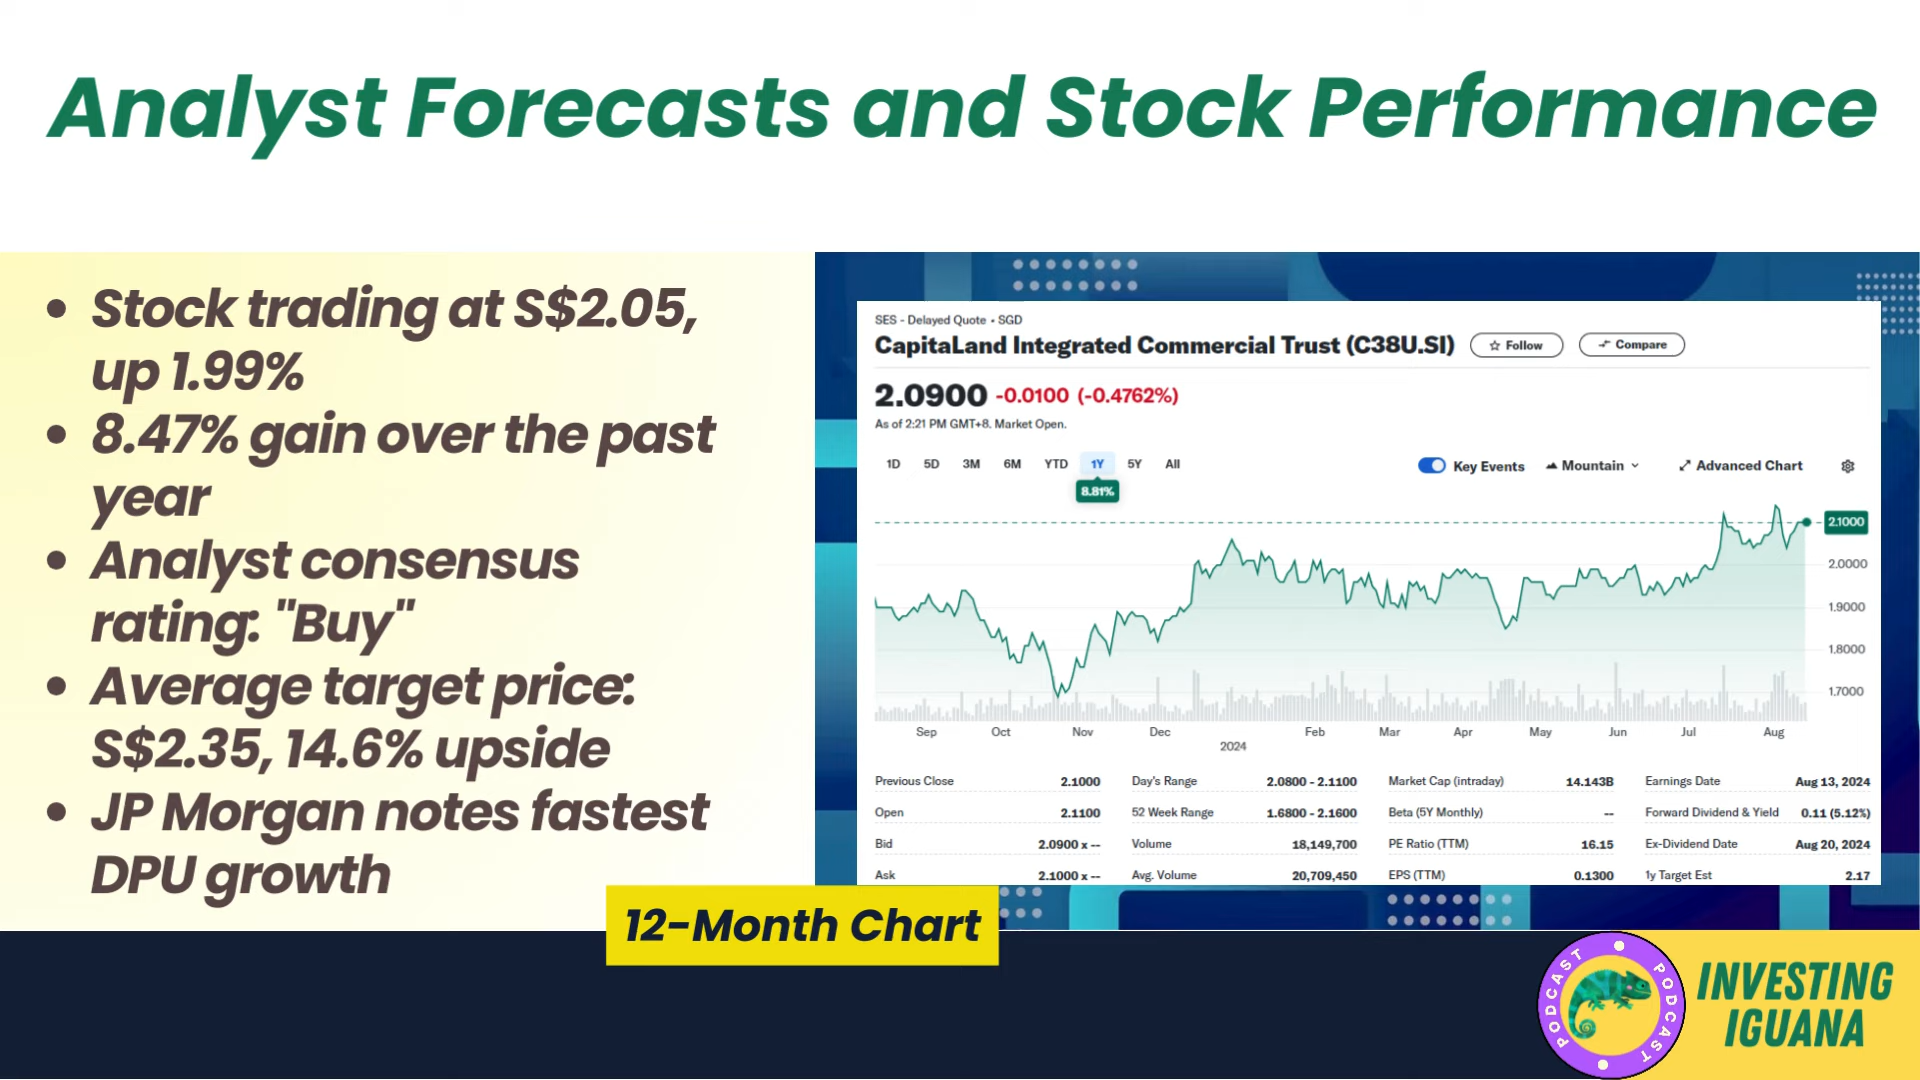 Analyst Forecasts and Stock Performance
• Stock trading at S$2.05,
up 1.99%
• 8.47% gain over the past
year
• Analyst consensus
rating: "Buy"
• Average target price:
S$2.35, 14.6% upside
• JP Morgan notes fastest
DPU growth
SES - Delayed Quote • SGD
CapitaLand Integrated Commercial Trust (C38U.SI)
Follow
Compare
2.0900 -0.0100 (-0.4762%)
As of 2:21 PM GMT+8. Market Open.
1D 5D 3M 6M YTD 1Y 5Y All
Key Events Mountain Advanced Chart
8.81%
2.1000
2.0000
1.9000
1.8000
1.7000
Sep Oct Nov Dec Feb Mar Apr May Jun Jul Aug
2024
Previous Close 2.1000 Day's Range 2.0800 - 2.1100 Market Cap (intraday) 14.143B Earnings Date Aug 13, 2024
Open 2.1100 52 Week Range 1.6800 - 2.1600 Beta (5Y Monthly) -- Forward Dividend & Yield 0.11 (5.12%)
Bid 2.0900 x -- Volume 18,149,700 PE Ratio (TTM) 16.15 Ex-Dividend Date Aug 20, 2024
Ask 2.1000 x -- Avg. Volume 20,709,450 EPS (TTM) 0.1300 1y Target Est 2.17
12-Month Chart
PODCAST PODCAST
INVESTING
IGUANA